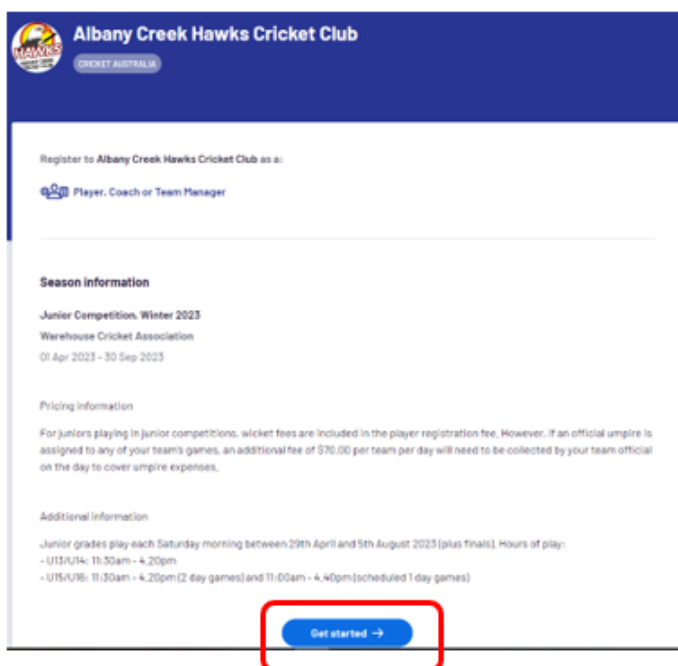 HAWKS
Albany Creek Hawks Cricket Club
CRICKET AUSTRALIA
Register to Albany Creek Hawks Cricket Club as a:
Player, Coach or Team Manager
Season information
Junior Competition, Winter 2023
Warehouse Cricket Association
01 Apr 2023 - 30 Sep 2023
Pricing information
For juniors playing in junior competitions, wicket fees are included in the player registration fee. However, if an official umpire is
assigned to any of your team's games, an additional fee of $70.00 per team per day will need to be collected by your team official
on the day to cover umpire expenses.
Additional information
Junior grades play each Saturday morning between 29th April and 5th August 2023 (plus finals). Hours of play:
- U13/U14: 11:30am - 4.20pm
- U15/U16: 11:30am - 4.20pm (2 day games) and 11:00am - 4.40pm (scheduled 1 day games)
Get started →